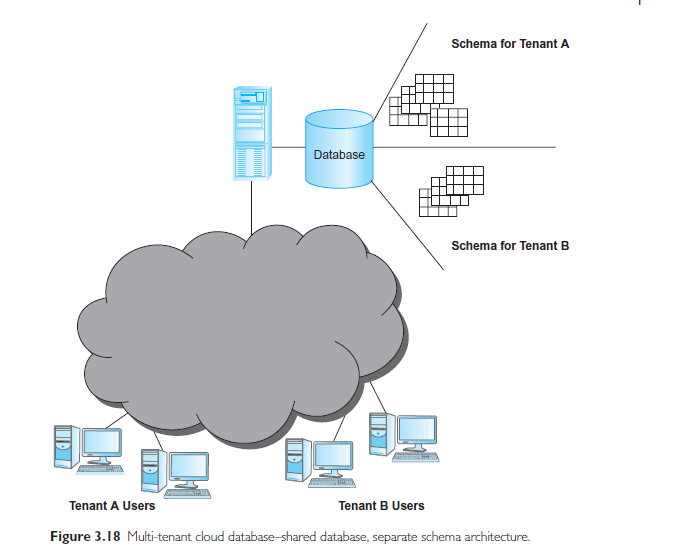 Schema for Tenant A
Database
Schema for Tenant B
Tenant A Users
Tenant B Users
Figure 3.18 Multi-tenant cloud database–shared database, separate schema architecture.